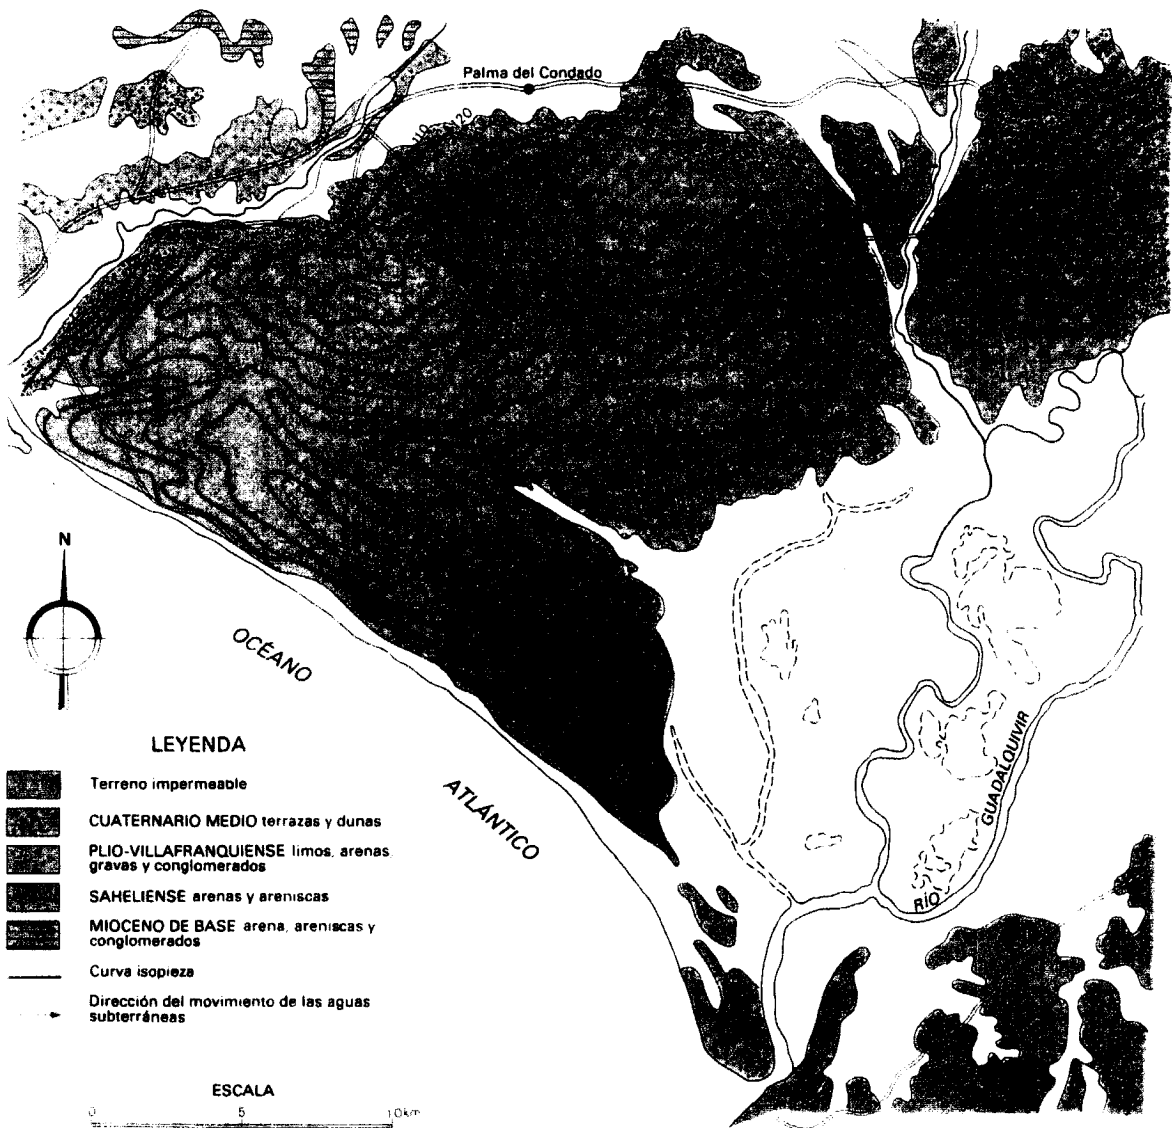 Palma del Condado
120
N
OCÉANO
ATLÁNTICO
GUADALQUIVIR
RÍO
LEYENDA
Terreno impermeable
CUATERNARIO MEDIO terrazas y dunas
PLIO-VILLAFRANQUIENSE limos, arenas
gravas y conglomerados
SAHELIENSE arenas y areniscas
MIOCENO DE BASE arena, areniscas y
conglomerados
Curva isopieza
Dirección del movimiento de las aguas
subterráneas
ESCALA
0 5 10km